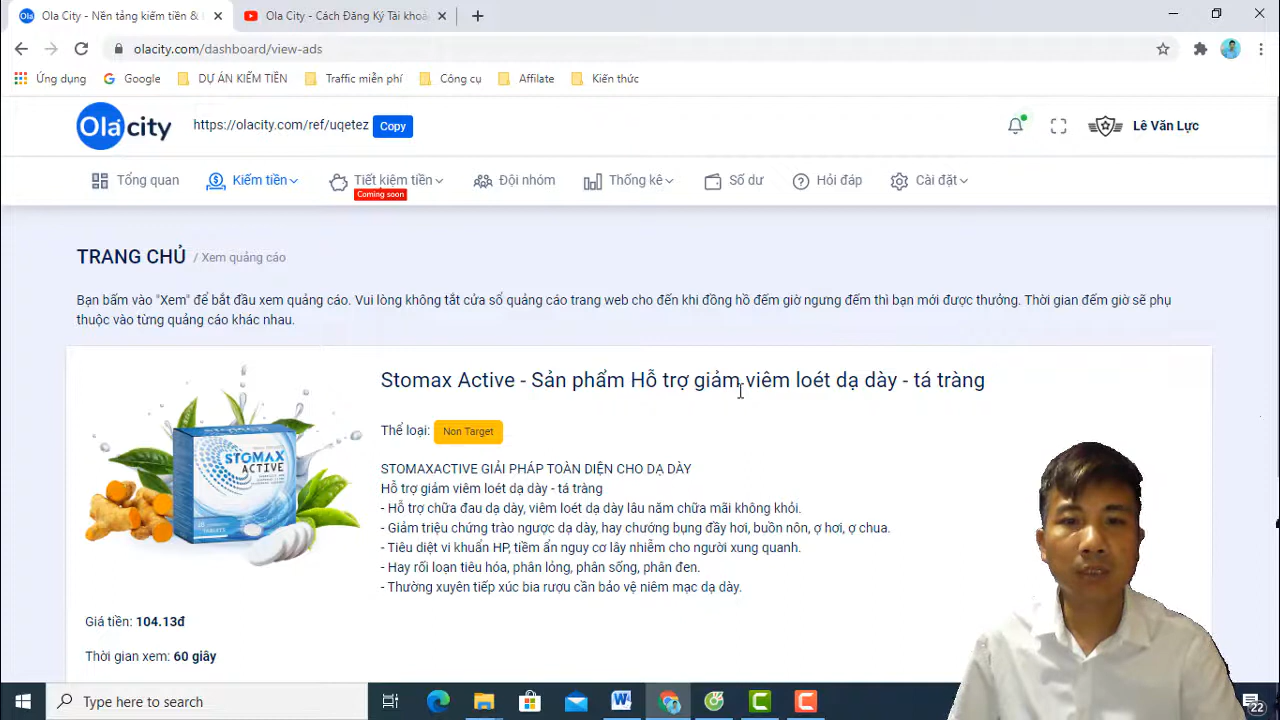 Ola City - Nền tảng kiếm tiền &
Ola City - Cách Đăng Ký Tài khoả
olacity.com/dashboard/view-ads
Ứng dụng
Google
DỰ ÁN KIẾM TIỀN
Traffic miễn phí
Công cụ
Affilate
Kiến thức
Ola city
https://olacity.com/ref/uqetez
Copy
Lê Văn Lực
Tổng quan
Kiếm tiền
Tiết kiệm tiền
Coming soon
Đội nhóm
Thống kê
Số dư
Hỏi đáp
Cài đặt
TRANG CHỦ / Xem quảng cáo
Bạn bấm vào "Xem" để bắt đầu xem quảng cáo. Vui lòng không tắt cửa sổ quảng cáo trang web cho đến khi đồng hồ đếm giờ ngưng đếm thì bạn mới được thưởng. Thời gian đếm giờ sẽ phụ
thuộc vào từng quảng cáo khác nhau.
Stomax Active - Sản phẩm Hỗ trợ giảm viêm loét dạ dày - tá tràng
Thể loại: Non Target
STOMAXACTIVE GIẢI PHÁP TOÀN DIỆN CHO DẠ DÀY
Hỗ trợ giảm viêm loét dạ dày - tá tràng
- Hỗ trợ chữa đau dạ dày, viêm loét dạ dày lâu năm chữa mãi không khỏi.
- Giảm triệu chứng trào ngược dạ dày, hay chướng bụng đầy hơi, buồn nôn, ợ hơi, ợ chua.
- Tiêu diệt vi khuẩn HP, tiềm ẩn nguy cơ lây nhiễm cho người xung quanh.
- Hay rối loạn tiêu hóa, phân lỏng, phân sống, phân đen.
- Thường xuyên tiếp xúc bia rượu cần bảo vệ niêm mạc dạ dày.
STOMAX
ACTIVE
Giá tiền: 104.13đ
Thời gian xem: 60 giây
Type here to search
22